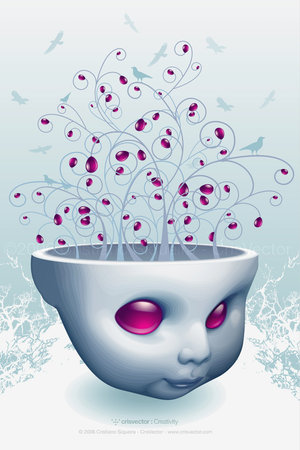 crisvector : Creativity
© 2008 Cristiano Siqueira - CrisVector - www.crisvector.com